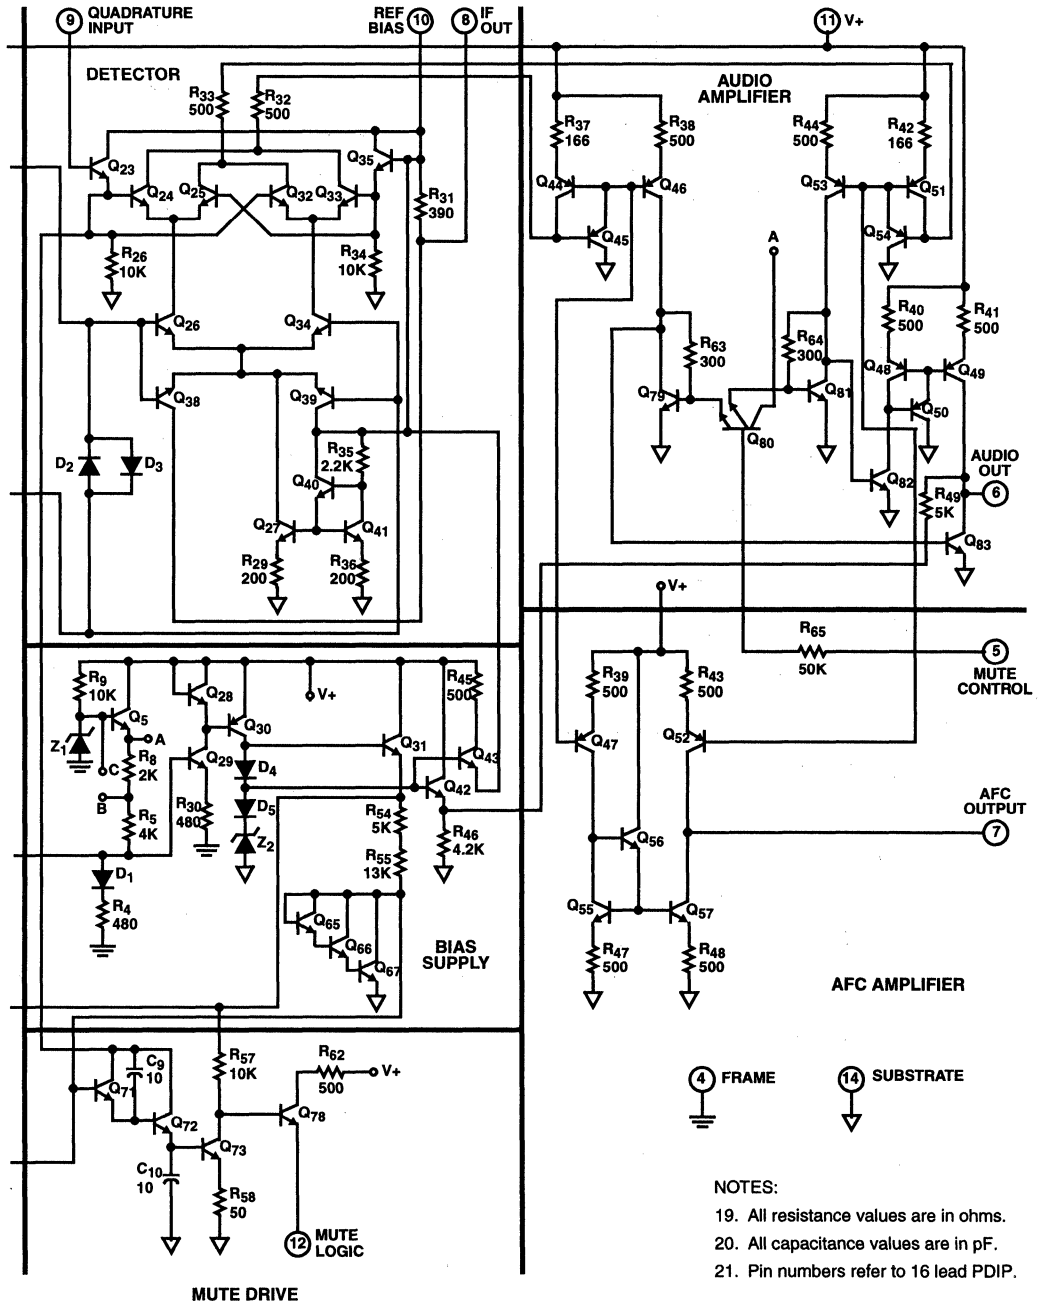 9 QUADRATURE INPUT
REF BIAS 10
8 IF OUT
11 V+
DETECTOR
AUDIO AMPLIFIER
R33 500
R32 500
R37 166
R38 500
R44 500
R42 166
Q23
Q24
Q25
Q32
Q33
Q35
R31 390
Q44
Q46
Q53
Q51
Q45
Q54
A
R26 10K
R34 10K
Q26
Q34
R40 500
R41 500
R63 300
R64 300
Q38
Q39
Q79
Q80
Q81
Q48
Q49
Q50
D2
D3
R35 2.2K
Q40
Q82
AUDIO OUT
6
R49 5K
Q27
Q41
Q83
R29 200
R36 200
V+
R65
50K
5
MUTE CONTROL
R9 10K
Q5
Z1
A
C
R8 2K
B
R5 4K
Q28
Q30
Q29
D4
D5
Z2
R30 480
V+
Q31
R45 500
Q43
Q42
R54 5K
R46 4.2K
R55 13K
D1
R4 480
Q65
Q66
Q67
BIAS SUPPLY
R39 500
R43 500
Q47
Q52
AFC OUTPUT
7
Q56
Q55
Q57
R47 500
R48 500
AFC AMPLIFIER
C9 10
Q71
Q72
R57 10K
R62
500
V+
Q78
Q73
C10 10
R58 50
12 MUTE LOGIC
MUTE DRIVE
4 FRAME
14 SUBSTRATE
NOTES:
19. All resistance values are in ohms.
20. All capacitance values are in pF.
21. Pin numbers refer to 16 lead PDIP.